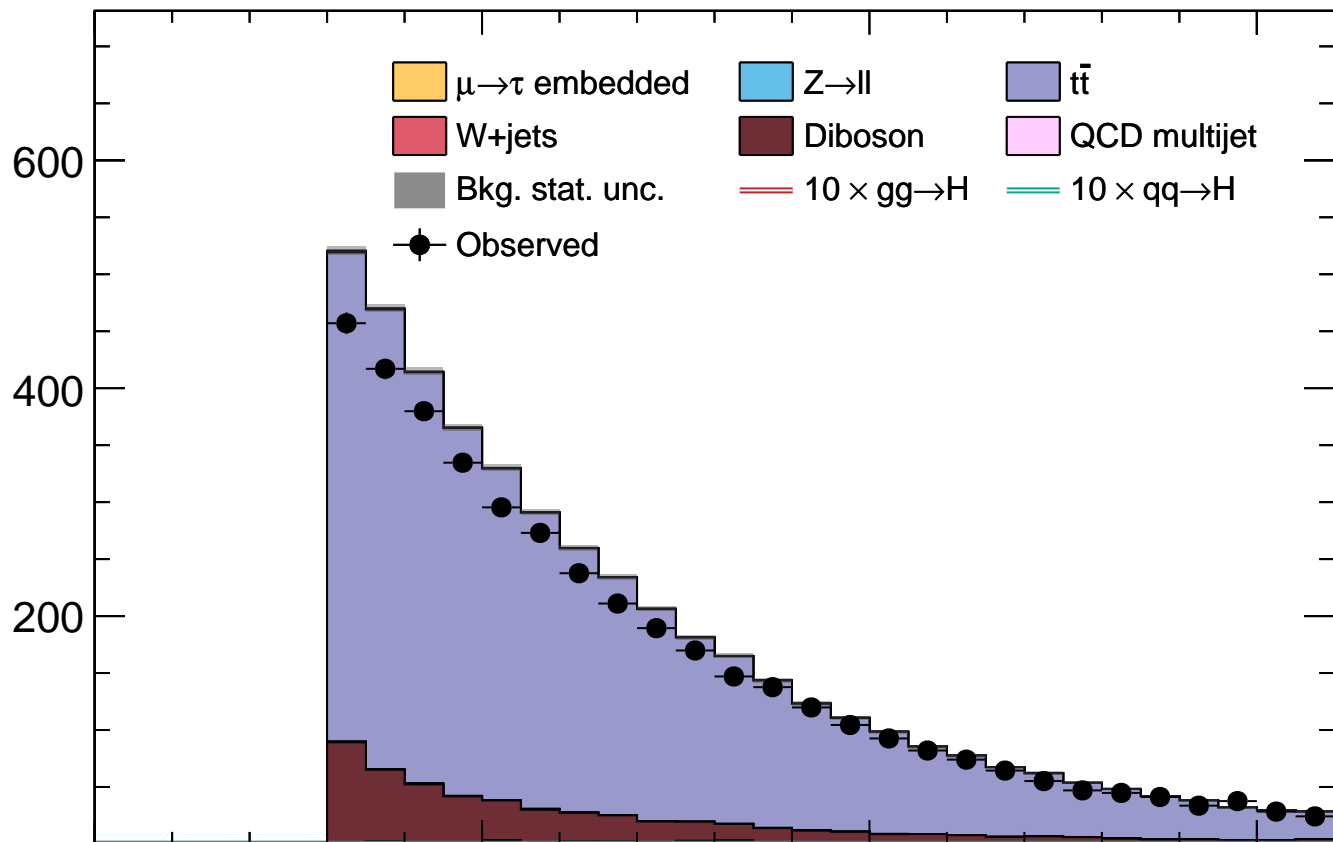 μ→τ embedded Z→ll tt̄
W+jets Diboson QCD multijet
600
Bkg. stat. unc. 10 × gg→H 10 × qq→H
Observed
400
200